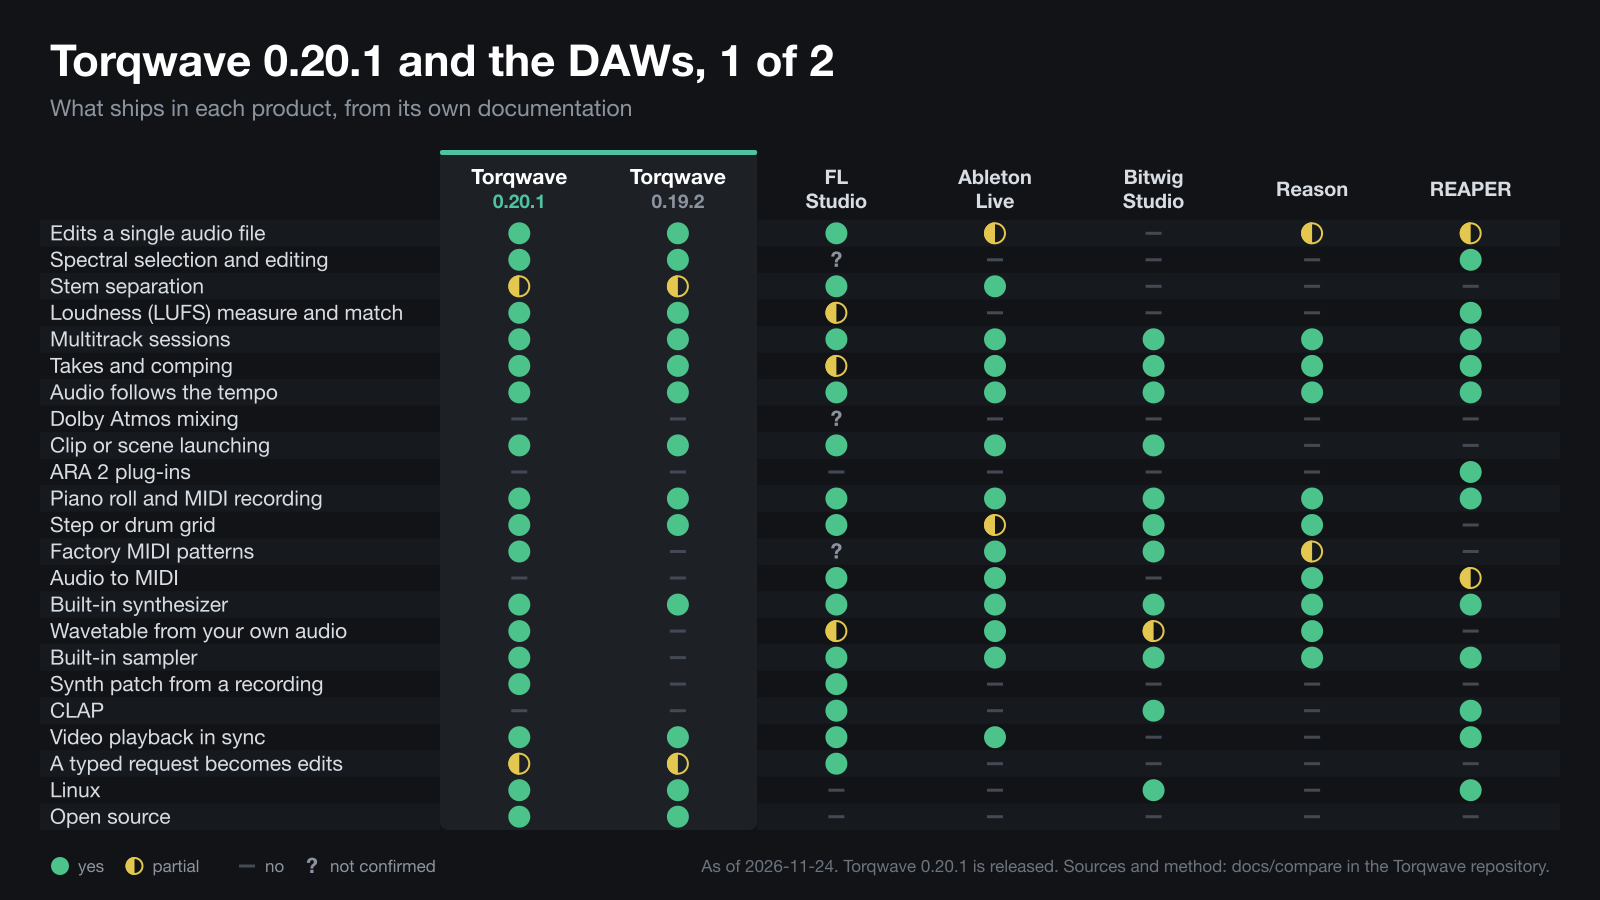 Torqwave 0.20.1 and the DAWs, 1 of 2
What ships in each product, from its own documentation
Torqwave 0.20.1
Torqwave 0.19.2
FL Studio
Ableton Live
Bitwig Studio
Reason
REAPER
Edits a single audio file
Spectral selection and editing ?
Stem separation
Loudness (LUFS) measure and match
Multitrack sessions
Takes and comping
Audio follows the tempo
Dolby Atmos mixing ?
Clip or scene launching
ARA 2 plug-ins
Piano roll and MIDI recording
Step or drum grid
Factory MIDI patterns ?
Audio to MIDI
Built-in synthesizer
Wavetable from your own audio
Built-in sampler
Synth patch from a recording
CLAP
Video playback in sync
A typed request becomes edits
Linux
Open source
yes partial — no ? not confirmed
As of 2026-11-24. Torqwave 0.20.1 is released. Sources and method: docs/compare in the Torqwave repository.